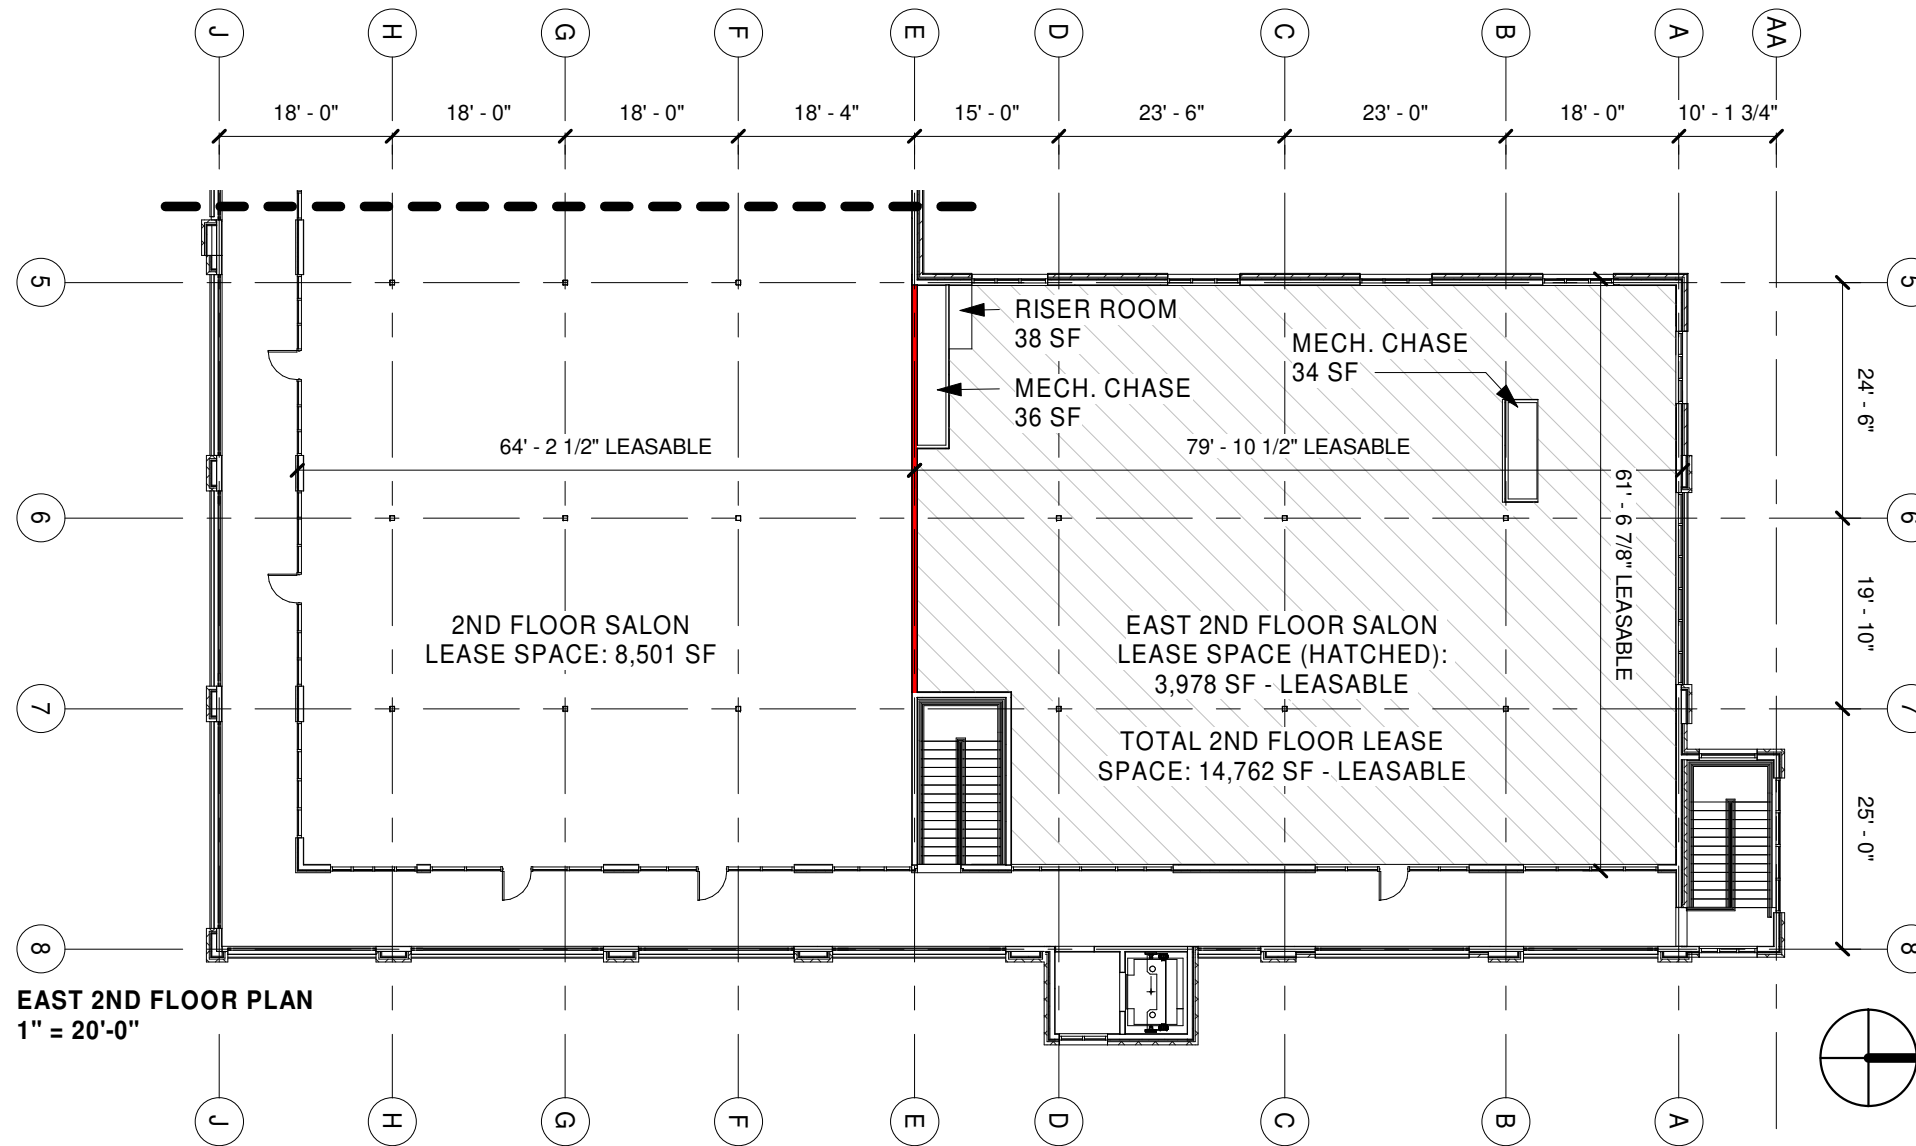 J H G F E D C B A AA
18' - 0" 18' - 0" 18' - 0" 18' - 4" 15' - 0" 23' - 6" 23' - 0" 18' - 0" 10' - 1 3/4"
5 5
RISER ROOM
38 SF
MECH. CHASE
34 SF
MECH. CHASE
36 SF
24' - 6"
64' - 2 1/2" LEASABLE
79' - 10 1/2" LEASABLE
61' - 6 7/8" LEASABLE
6 6
19' - 10"
2ND FLOOR SALON
LEASE SPACE: 8,501 SF
EAST 2ND FLOOR SALON
LEASE SPACE (HATCHED):
3,978 SF - LEASABLE
7 7
TOTAL 2ND FLOOR LEASE
SPACE: 14,762 SF - LEASABLE
25' - 0"
8 8
EAST 2ND FLOOR PLAN
1" = 20'-0"
J H G F E D C B A